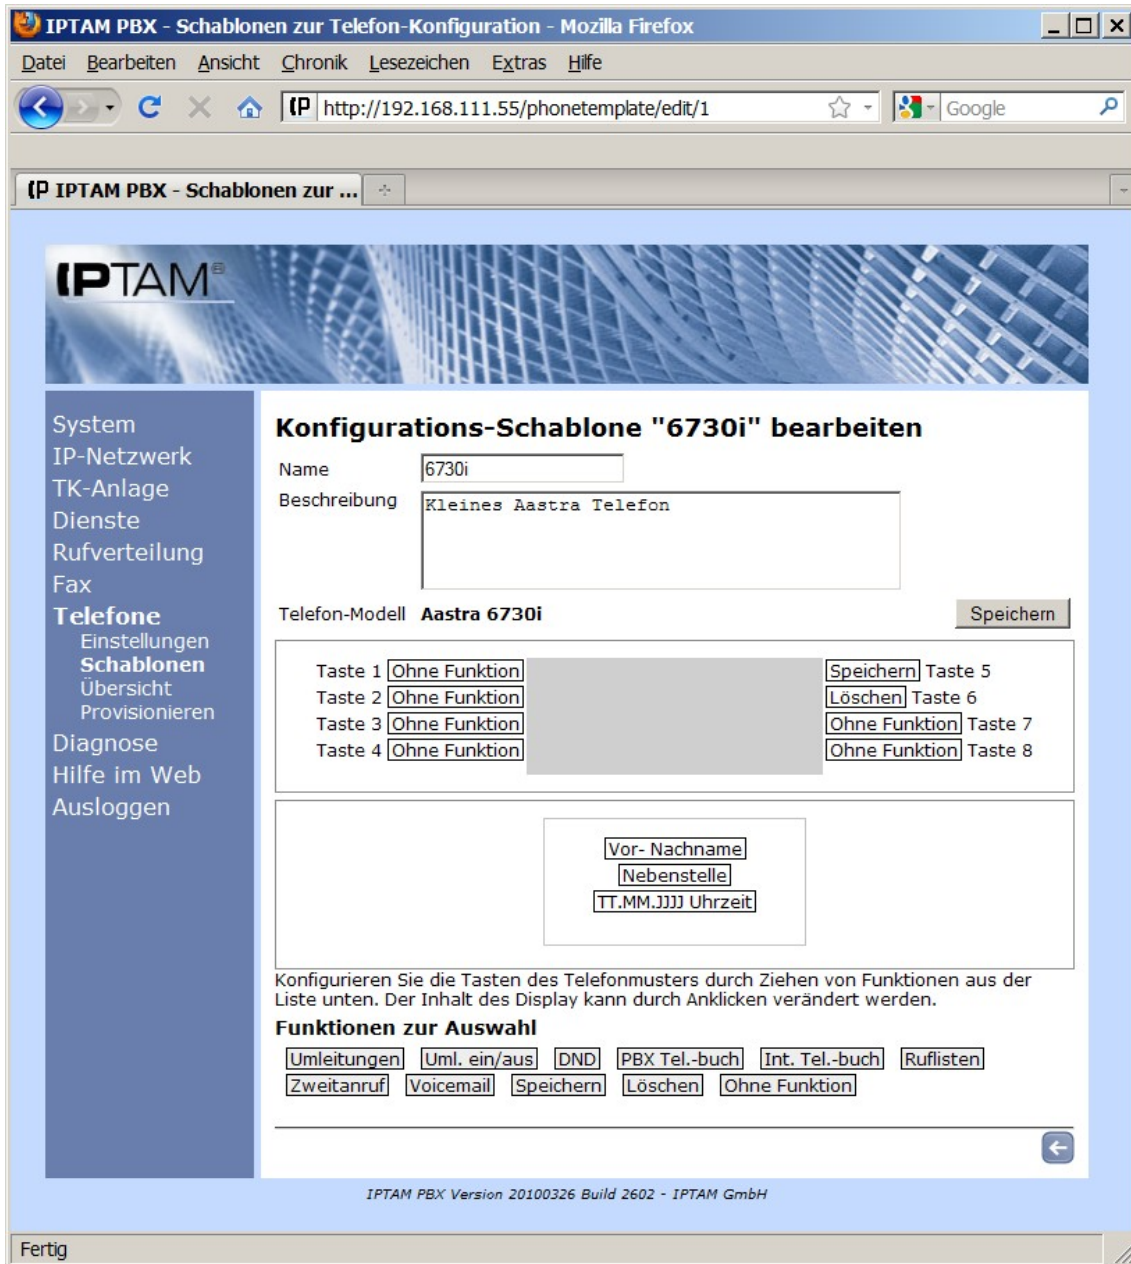 IPTAM PBX - Schablonen zur Telefon-Konfiguration - Mozilla Firefox
Datei Bearbeiten Ansicht Chronik Lesezeichen Extras Hilfe
(P http://192.168.111.55/phonetemplate/edit/1 Google
(P IPTAM PBX - Schablonen zur ...
IPTAM®
System
IP-Netzwerk
TK-Anlage
Dienste
Rufverteilung
Fax
Telefone
Einstellungen
Schablonen
Übersicht
Provisionieren
Diagnose
Hilfe im Web
Ausloggen
Konfigurations-Schablone "6730i" bearbeiten
Name 6730i
Beschreibung Kleines Aastra Telefon
Telefon-Modell Aastra 6730i Speichern
Taste 1 Ohne Funktion Speichern Taste 5
Taste 2 Ohne Funktion Löschen Taste 6
Taste 3 Ohne Funktion Ohne Funktion Taste 7
Taste 4 Ohne Funktion Ohne Funktion Taste 8
Vor- Nachname
Nebenstelle
TT.MM.JJJJ Uhrzeit
Konfigurieren Sie die Tasten des Telefonmusters durch Ziehen von Funktionen aus der
Liste unten. Der Inhalt des Display kann durch Anklicken verändert werden.
Funktionen zur Auswahl
Umleitungen Uml. ein/aus DND PBX Tel.-buch Int. Tel.-buch Ruflisten
Zweitanruf Voicemail Speichern Löschen Ohne Funktion
IPTAM PBX Version 20100326 Build 2602 - IPTAM GmbH
Fertig